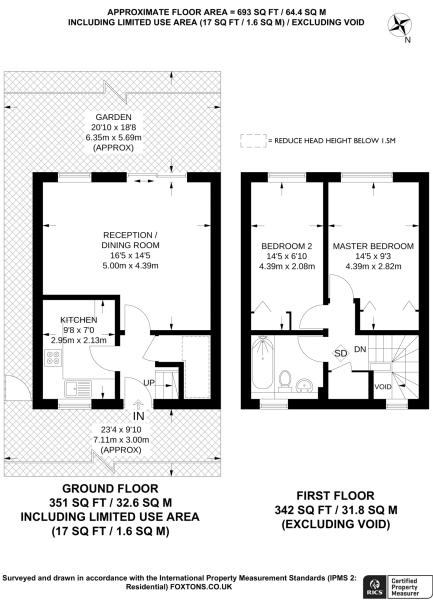 APPROXIMATE FLOOR AREA = 693 SQ FT / 64.4 SQ M
INCLUDING LIMITED USE AREA (17 SQ FT / 1.6 SQ M) / EXCLUDING VOID
N
GARDEN
20'10 x 18'8
6.35m x 5.69m
(APPROX)
= REDUCE HEAD HEIGHT BELOW 1.5M
RECEPTION /
DINING ROOM
16'5 x 14'5
5.00m x 4.39m
BEDROOM 2
14'5 x 6'10
4.39m x 2.08m
MASTER BEDROOM
14'5 x 9'3
4.39m x 2.82m
KITCHEN
9'8 x 7'0
2.95m x 2.13m
UP
IN
SD
DN
VOID
23'4 x 9'10
7.11m x 3.00m
(APPROX)
GROUND FLOOR
351 SQ FT / 32.6 SQ M
INCLUDING LIMITED USE AREA
(17 SQ FT / 1.6 SQ M)
FIRST FLOOR
342 SQ FT / 31.8 SQ M
(EXCLUDING VOID)
Surveyed and drawn in accordance with the International Property Measurement Standards (IPMS 2:
Residential) FOXTONS.CO.UK
RICS
Certified
Property
Measurer